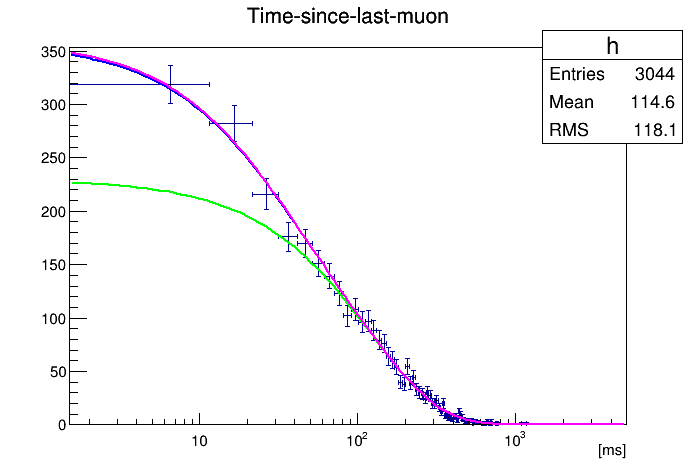 Time-since-last-muon
h
Entries 3044
Mean 114.6
RMS 118.1
350
300
250
200
150
100
50
0
10 10² 10³
[ms]